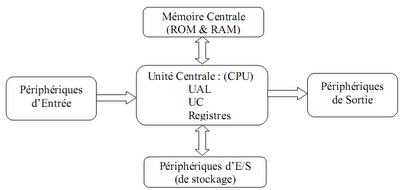 Mémoire Centrale
(ROM & RAM)
Périphériques
d'Entrée
Unité Centrale : (CPU)
UAL
UC
Registres
Périphériques
de Sortie
Périphériques d'E/S
(de stockage)